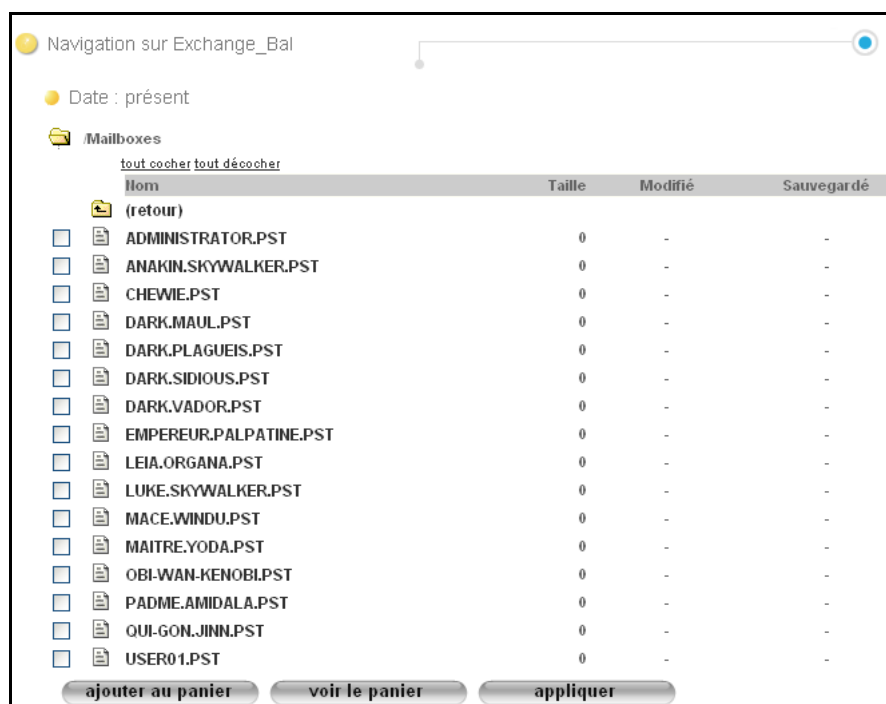 Navigation sur Exchange_Bal
Date : présent
/Mailboxes
tout cocher tout décocher
Nom Taille Modifié Sauvegardé
(retour)
ADMINISTRATOR.PST 0 - -
ANAKIN.SKYWALKER.PST 0 - -
CHEWIE.PST 0 - -
DARK.MAUL.PST 0 - -
DARK.PLAGUEIS.PST 0 - -
DARK.SIDIOUS.PST 0 - -
DARK.VADOR.PST 0 - -
EMPEREUR.PALPATINE.PST 0 - -
LEIA.ORGANA.PST 0 - -
LUKE.SKYWALKER.PST 0 - -
MACE.WINDU.PST 0 - -
MAITRE.YODA.PST 0 - -
OBI-WAN-KENOBI.PST 0 - -
PADME.AMIDALA.PST 0 - -
QUI-GON.JINN.PST 0 - -
USER01.PST 0 - -
ajouter au panier voir le panier appliquer